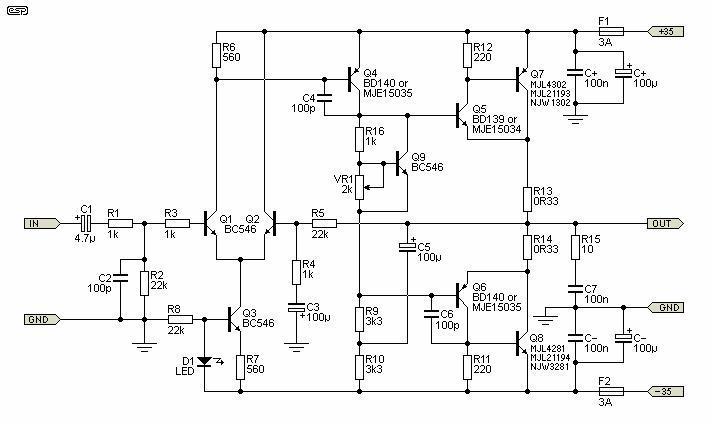 esp
R6
560
R12
220
F1
3A
+35
Q4
BD140 or
MJE15035
Q7
MJL4302
MJL21193
NJW1302
C+
100n
+
C+
100µ
C4
100p
Q5
BD139 or
MJE15034
R16
1k
Q9
BC546
VR1
2k
R13
0R33
IN
+
C1
4.7µ
R1
1k
R3
1k
Q1
Q2
BC546
R5
22k
OUT
R4
1k
+
C5
100µ
R14
0R33
R15
10
C2
100p
R2
22k
Q6
BD140 or
MJE15035
C7
100n
GND
R8
22k
Q3
BC546
C3
+
100µ
R9
3k3
C6
100p
GND
Q8
MJL4281
MJL21194
NJW3281
C-
100n
+
C-
100µ
D1
LED
R7
560
R10
3k3
R11
220
F2
3A
-35